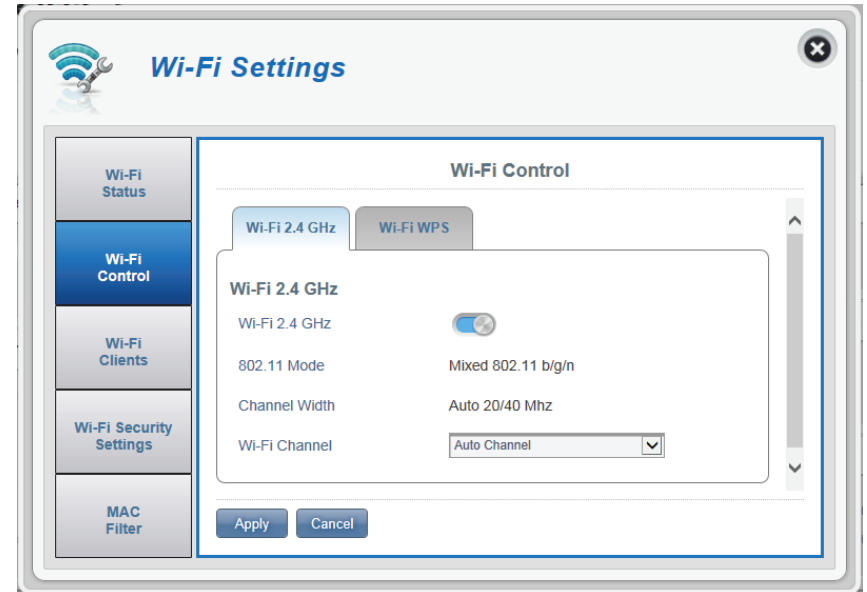 Wi-Fi Settings
Wi-Fi
Status
Wi-Fi
Control
Wi-Fi
Clients
Wi-Fi Security
Settings
MAC
Filter
Wi-Fi Control
Wi-Fi 2.4 GHz
Wi-Fi WPS
Wi-Fi 2.4 GHz
Wi-Fi 2.4 GHz
802.11 Mode Mixed 802.11 b/g/n
Channel Width Auto 20/40 Mhz
Wi-Fi Channel Auto Channel
Apply Cancel